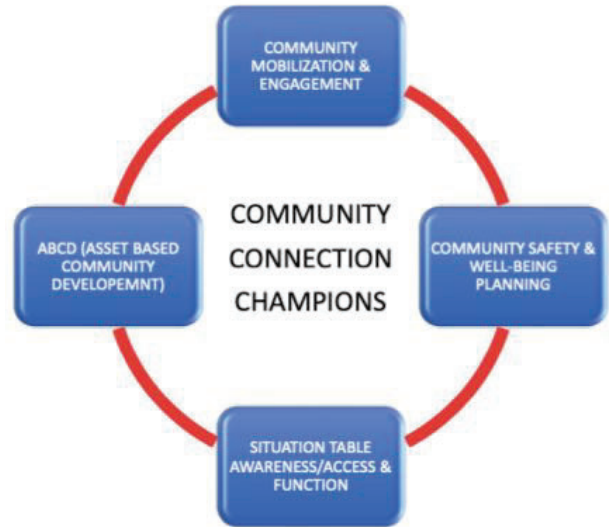 COMMUNITY
MOBILIZATION &
ENGAGEMENT
ABCD (ASSET BASED
COMMUNITY
DEVELOPEMNT)
COMMUNITY
CONNECTION
CHAMPIONS
COMMUNITY SAFETY &
WELL-BEING
PLANNING
SITUATION TABLE
AWARENESS/ACCESS &
FUNCTION